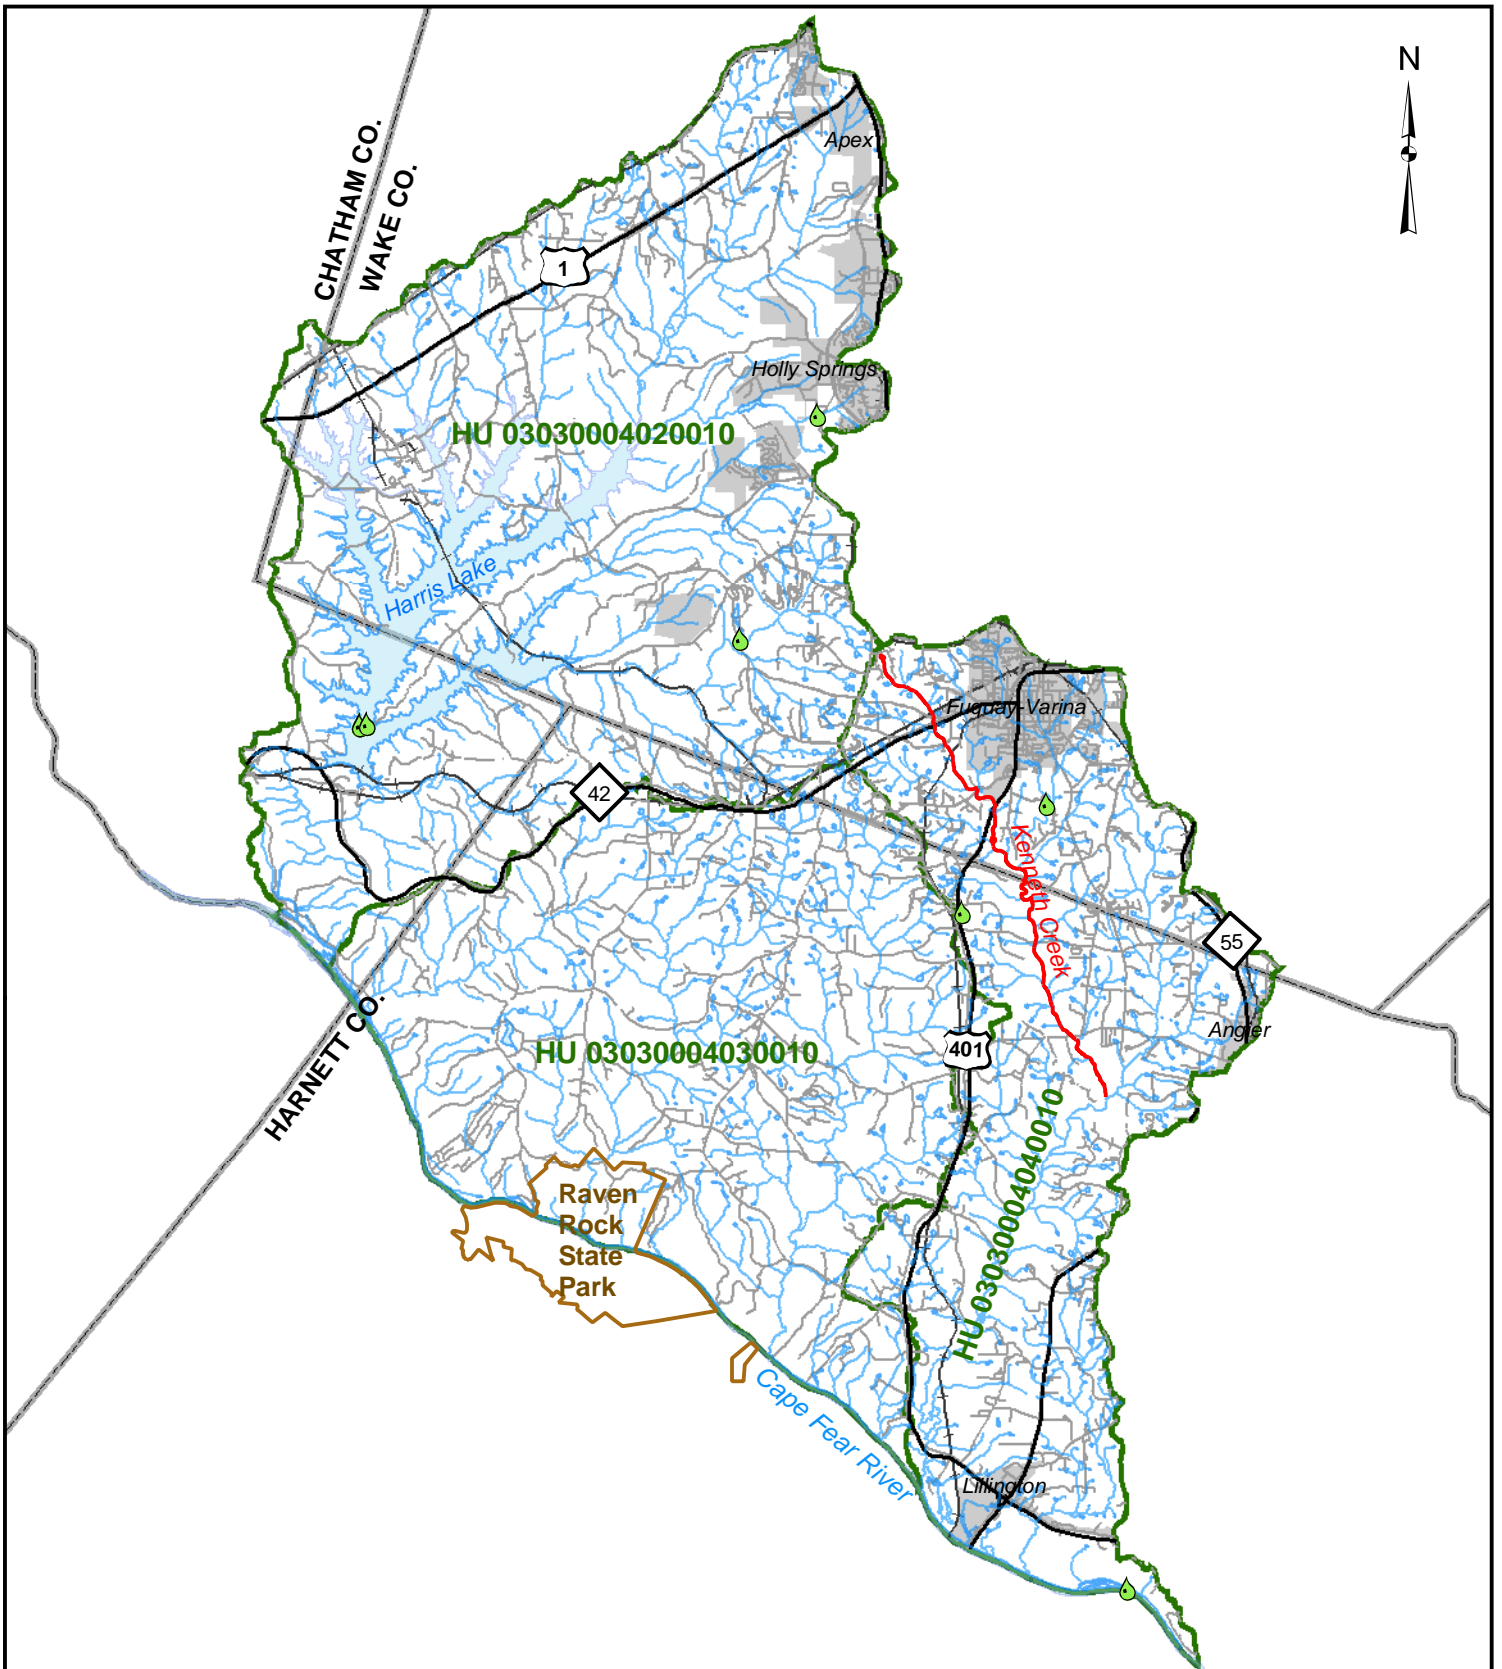 N
Apex
CHATHAM CO.
WAKE CO.
1
Holly Springs
HU 03030004020010
Harris Lake
Fuquay-Varina
42
Kenneth Creek
55
Angier
HARNETT CO.
HU 03030004030010
401
HU 03030004040010
Raven
Rock
State
Park
Cape Fear River
Lillington